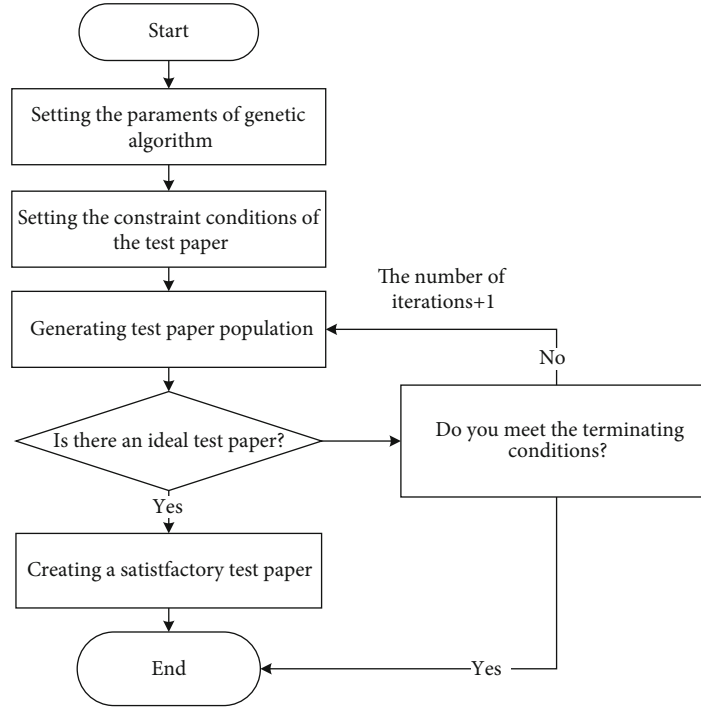 Start
Setting the paraments of genetic
algorithm
Setting the constraint conditions of
the test paper
The number of
iterations+1
Generating test paper population
No
Is there an ideal test paper?
Do you meet the terminating
conditions?
Yes
Creating a satistfactory test paper
End
Yes